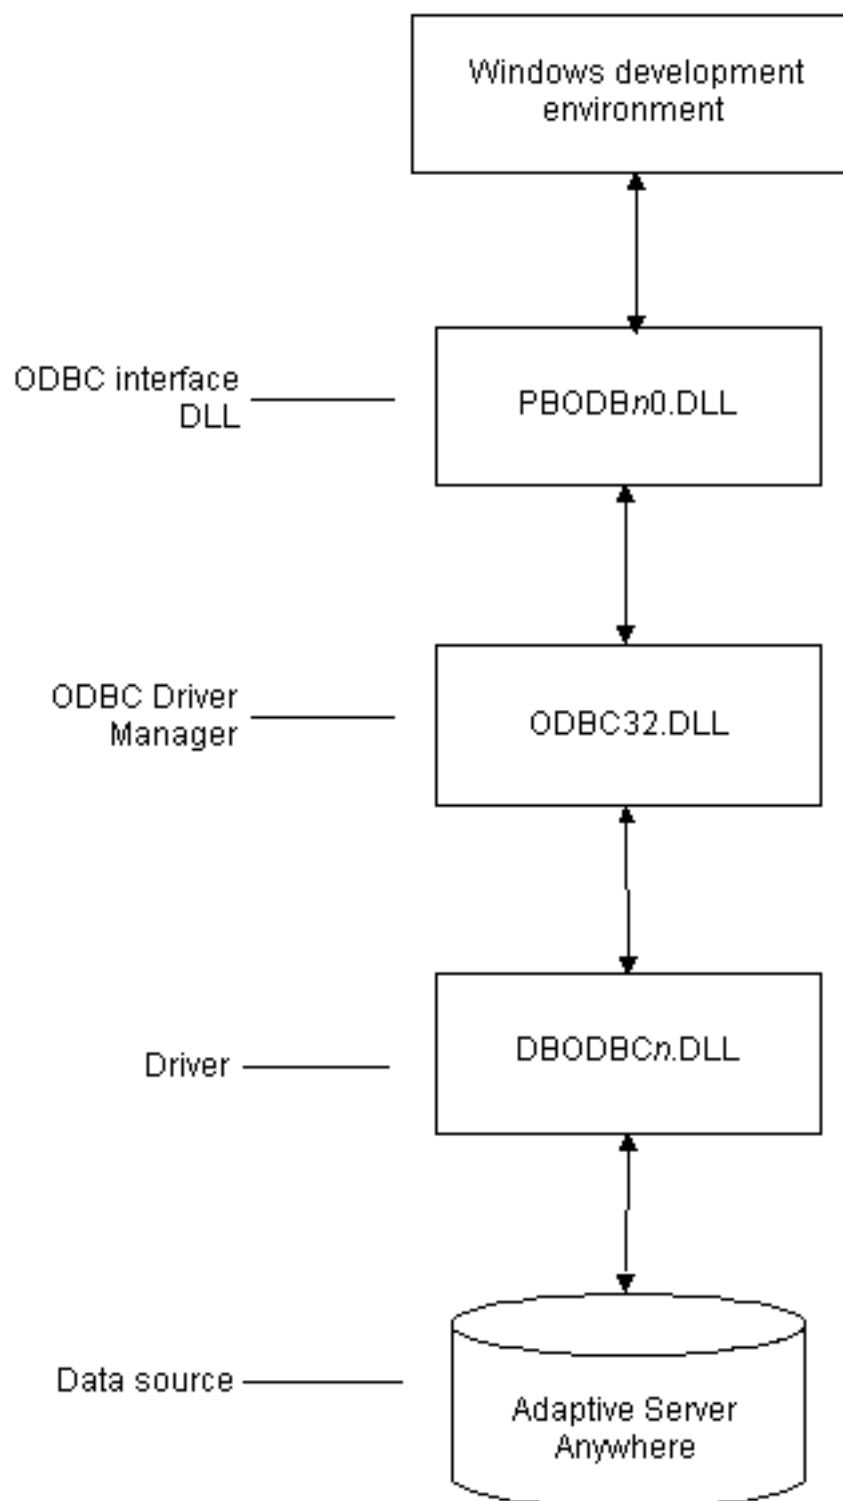 Windows development
environment
ODBC interface
DLL
PBODBn0.DLL
ODBC Driver
Manager
ODBC32.DLL
Driver
DBODBCn.DLL
Data source
Adaptive Server
Anywhere